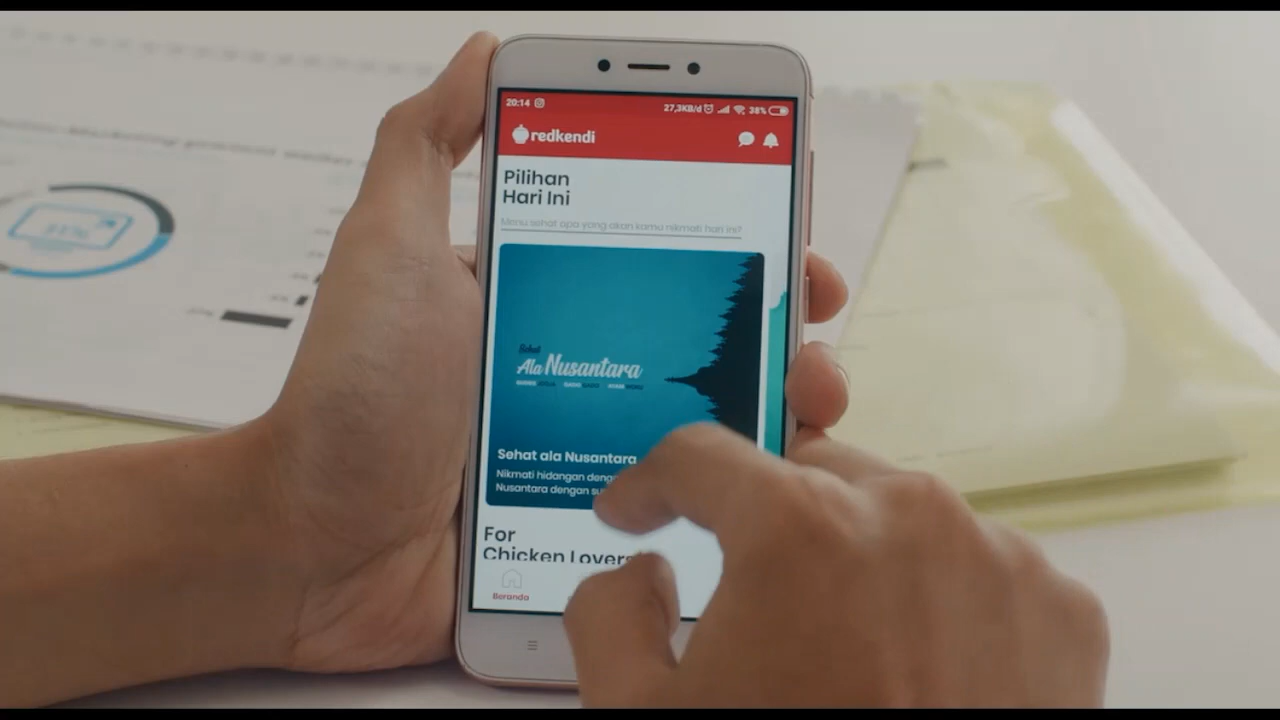 20:14
27,3KB/d
38%
redkendi
Pilihan
Hari Ini
Menu sehat apa yang akan kamu nikmati hari ini?
Sehat
Ala Nusantara
Sehat ala Nusantara
Nikmati hidangan
Nusantara dengan
For
Chicken Lovers
Beranda